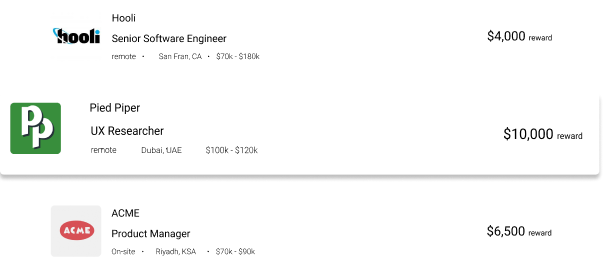 hooli
Hooli
Senior Software Engineer
remote · San Fran, CA · $70k - $180k
$4,000 reward
PP
Pied Piper
UX Researcher
remote Dubai, UAE $100k - $120k
$10,000 reward
ACME
ACME
Product Manager
On-site · Riyadh, KSA · $70k - $90k
$6,500 reward